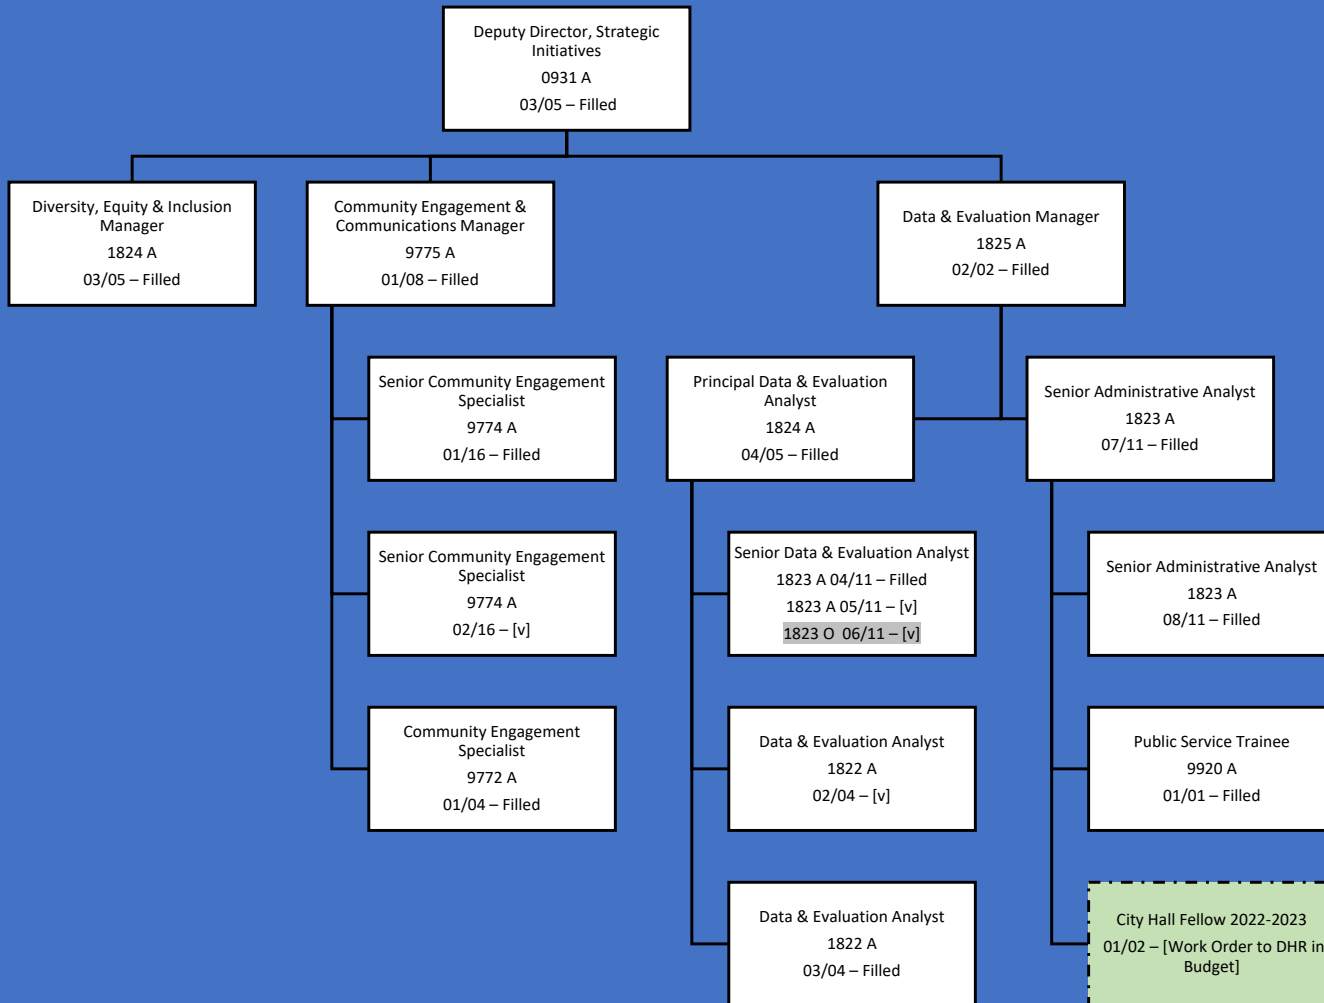 Deputy Director, Strategic
Initiatives
0931 A
03/05 – Filled
Diversity, Equity & Inclusion
Manager
1824 A
03/05 – Filled
Community Engagement &
Communications Manager
9775 A
01/08 – Filled
Data & Evaluation Manager
1825 A
02/02 – Filled
Senior Community Engagement
Specialist
9774 A
01/16 – Filled
Principal Data & Evaluation
Analyst
1824 A
04/05 – Filled
Senior Administrative Analyst
1823 A
07/11 – Filled
Senior Community Engagement
Specialist
9774 A
02/16 – [v]
Senior Data & Evaluation Analyst
1823 A 04/11 – Filled
1823 A 05/11 – [v]
1823 O  06/11 – [v]
Senior Administrative Analyst
1823 A
08/11 – Filled
Community Engagement
Specialist
9772 A
01/04 – Filled
Data & Evaluation Analyst
1822 A
02/04 – [v]
Public Service Trainee
9920 A
01/01 – Filled
Data & Evaluation Analyst
1822 A
03/04 – Filled
City Hall Fellow 2022-2023
01/02 – [Work Order to DHR in
Budget]